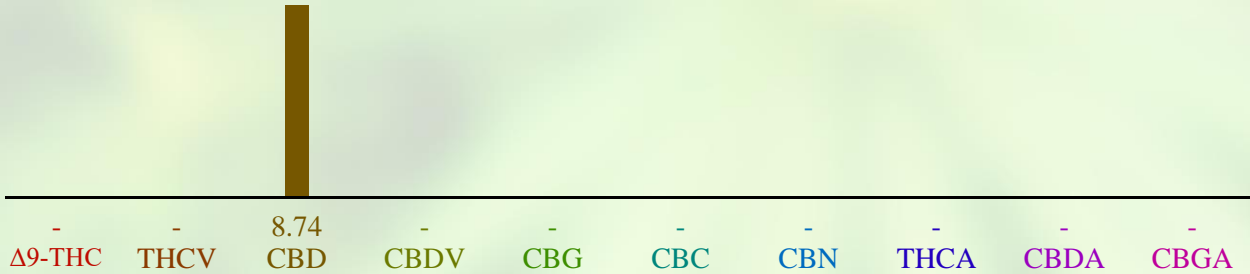 - - 8.74 - - - - - - -
Δ9-THC THCV CBD CBDV CBG CBC CBN THCA CBDA CBGA